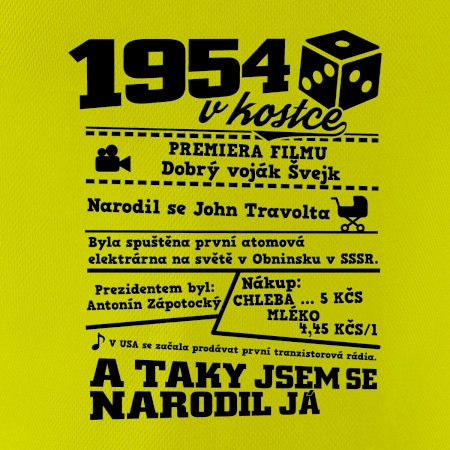 1954
v kostce
PREMIERA FILMU
Dobrý voják Švejk
Narodil se John Travolta
Byla spuštěna první atomová
elektrárna na světě v Obninsku v SSSR.
Prezidentem byl:
Antonín Zápotocký
Nákup:
CHLEBA ... 5 KČS
MLÉKO
4,45 KČS/l
V USA se začala prodávat první tranzistorová rádia.
A TAKY JSEM SE
NARODIL JÁ